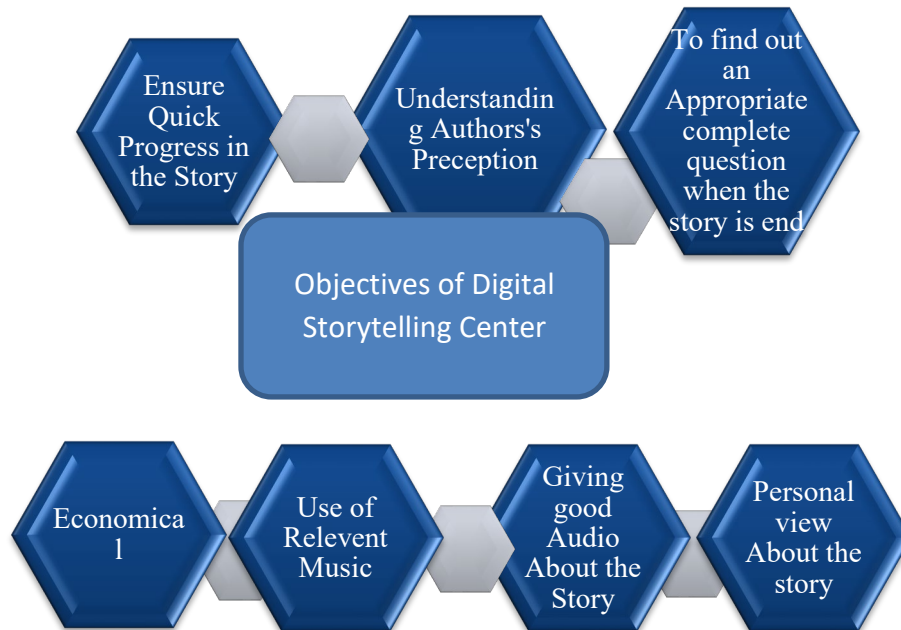 Ensure
Quick
Progress in
the Story
Understandin
g Authors's
Preception
To find out
an
Appropriate
complete
question
when the
story is end
Objectives of Digital
Storytelling Center
Economica
l
Use of
Relevent
Music
Giving
good
Audio
About the
Story
Personal
view
About the
story